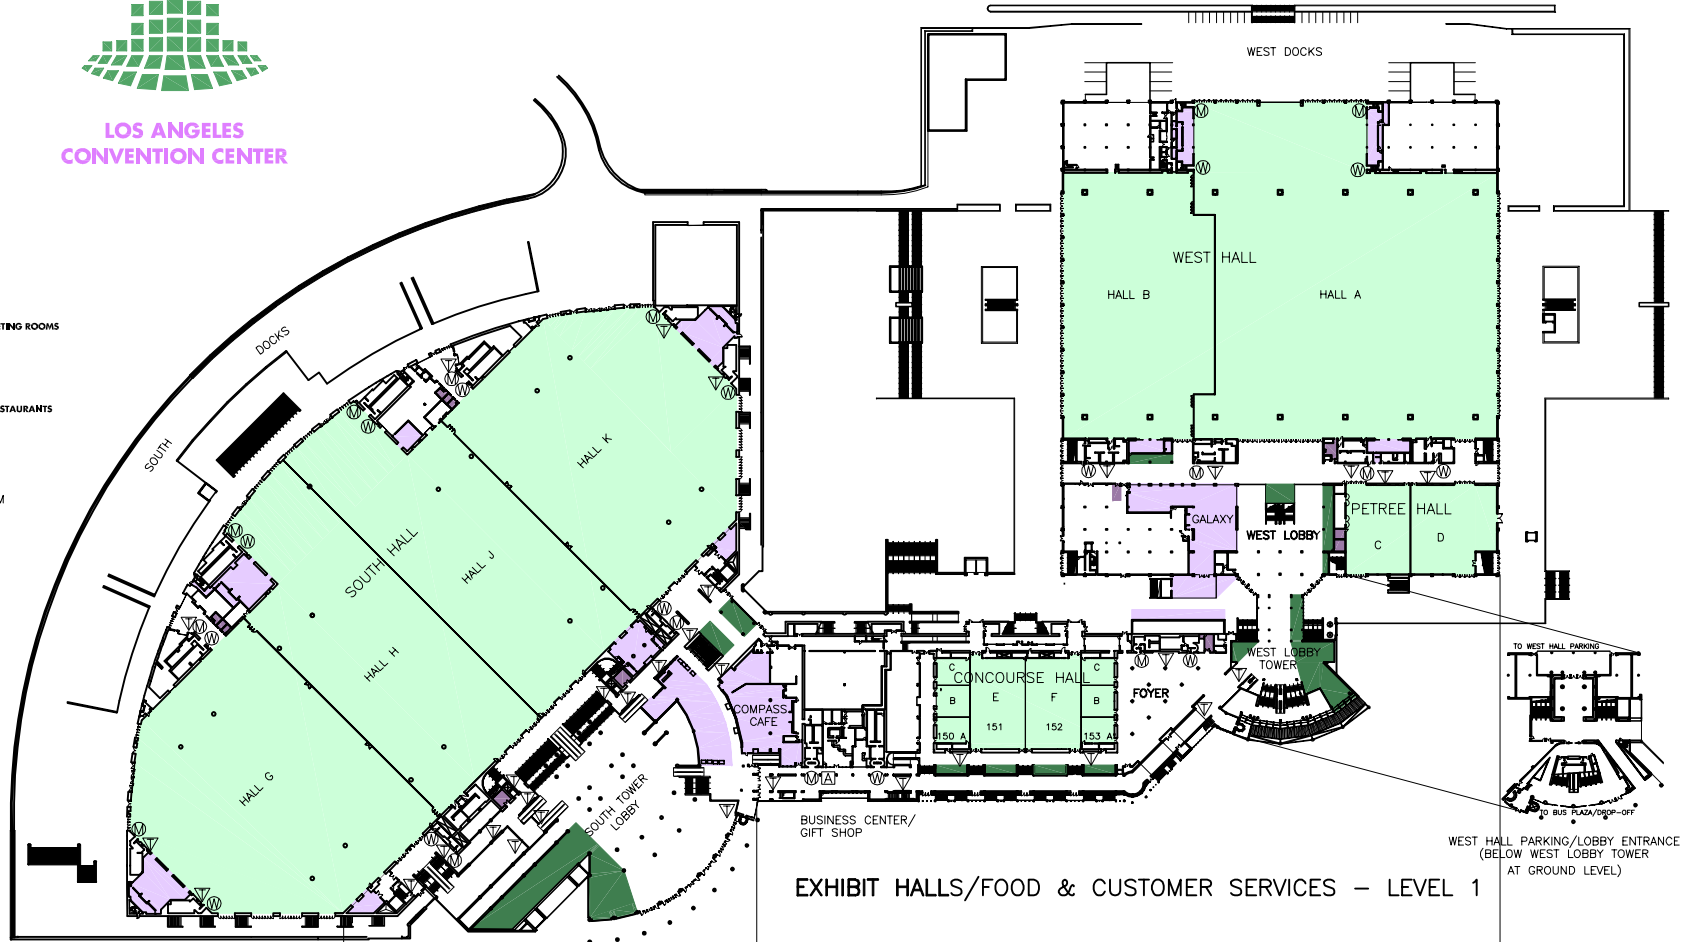 LOS ANGELES
CONVENTION CENTER
WEST DOCKS
M
M
W
W
WEST HALL
HALL B
HALL A
TING ROOMS
DOCKS
SOUTH
STAURANTS
M
HALL K
SOUTH HALL
HALL J
HALL H
HALL G
GALAXY
WEST LOBBY
PETREE HALL
C
D
WEST LOBBY
TOWER
TO WEST HALL PARKING
CONCOURSE HALL
C
B
150 A
E
151
F
152
C
B
153 A
FOYER
COMPASS
CAFE
SOUTH TOWER
LOBBY
M
A
W
BUSINESS CENTER/
GIFT SHOP
TO BUS PLAZA/DROP-OFF
WEST HALL PARKING/LOBBY ENTRANCE
(BELOW WEST LOBBY TOWER
AT GROUND LEVEL)
EXHIBIT HALLS/FOOD & CUSTOMER SERVICES – LEVEL 1